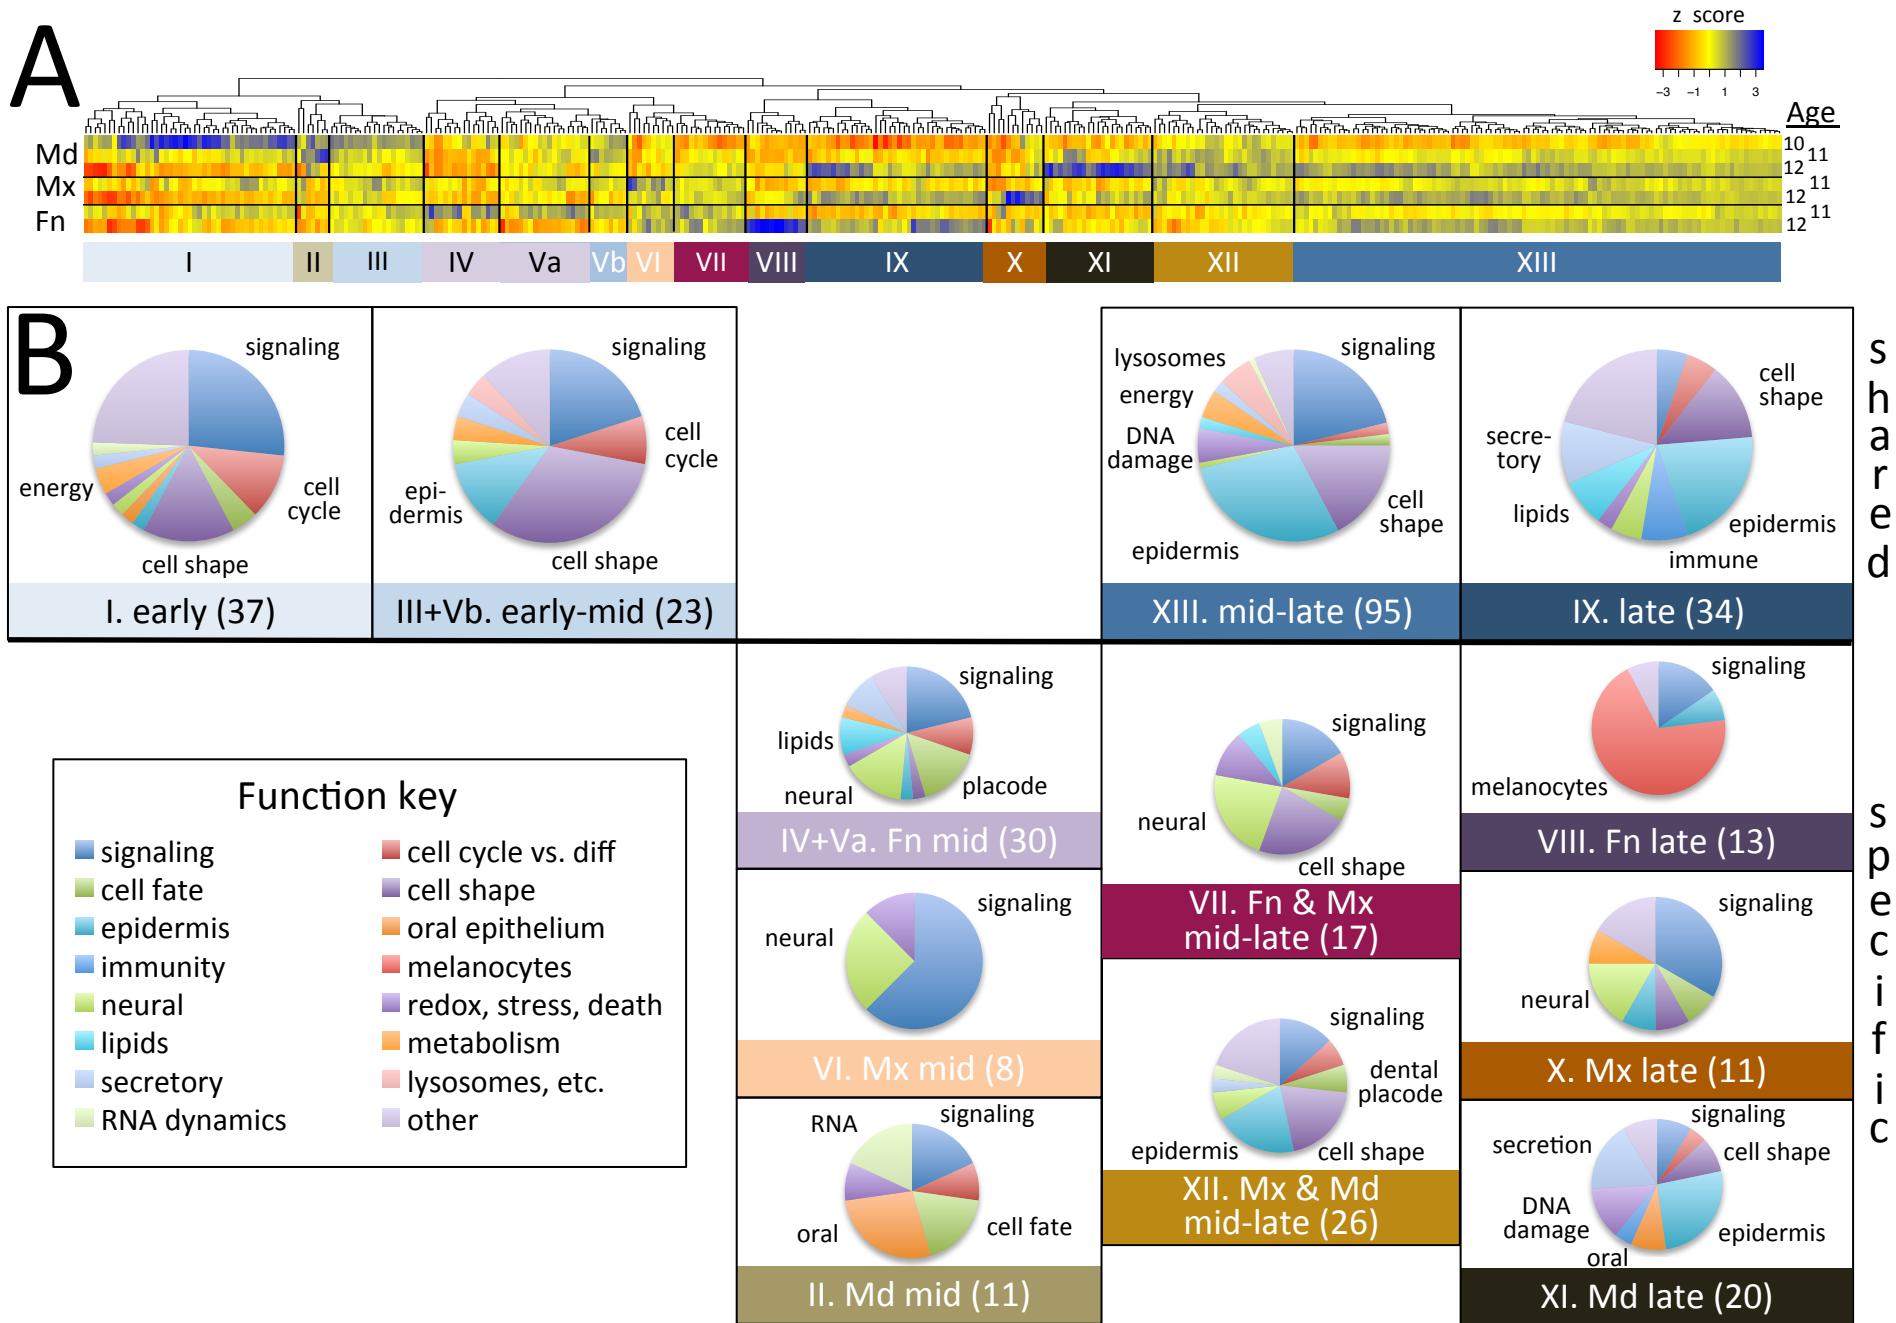 A
z score
-3 -1 1 3
Age
Md
Mx
Fn
10
11
12
11
12
11
12
I II III IV Va Vb VI VII VIII IX X XI XII XIII
B
signaling
cell
cycle
cell shape
energy
I. early (37)
signaling
cell
cycle
cell shape
epi-
dermis
III+Vb. early-mid (23)
lysosomes
energy
DNA
damage
epidermis
signaling
cell
shape
XIII. mid-late (95)
cell
shape
epidermis
immune
lipids
secre-
tory
IX. late (34)
shared
signaling
placode
neural
lipids
IV+Va. Fn mid (30)
signaling
neural
cell shape
VII. Fn & Mx
mid-late (17)
signaling
melanocytes
VIII. Fn late (13)
signaling
neural
VI. Mx mid (8)
signaling
dental
placode
cell shape
epidermis
XII. Mx & Md
mid-late (26)
signaling
neural
X. Mx late (11)
RNA
signaling
cell fate
oral
II. Md mid (11)
signaling
cell shape
epidermis
oral
DNA
damage
secretion
XI. Md late (20)
specific
Function key
signaling
cell cycle vs. diff
cell fate
cell shape
epidermis
oral epithelium
immunity
melanocytes
neural
redox, stress, death
lipids
metabolism
secretory
lysosomes, etc.
RNA dynamics
other